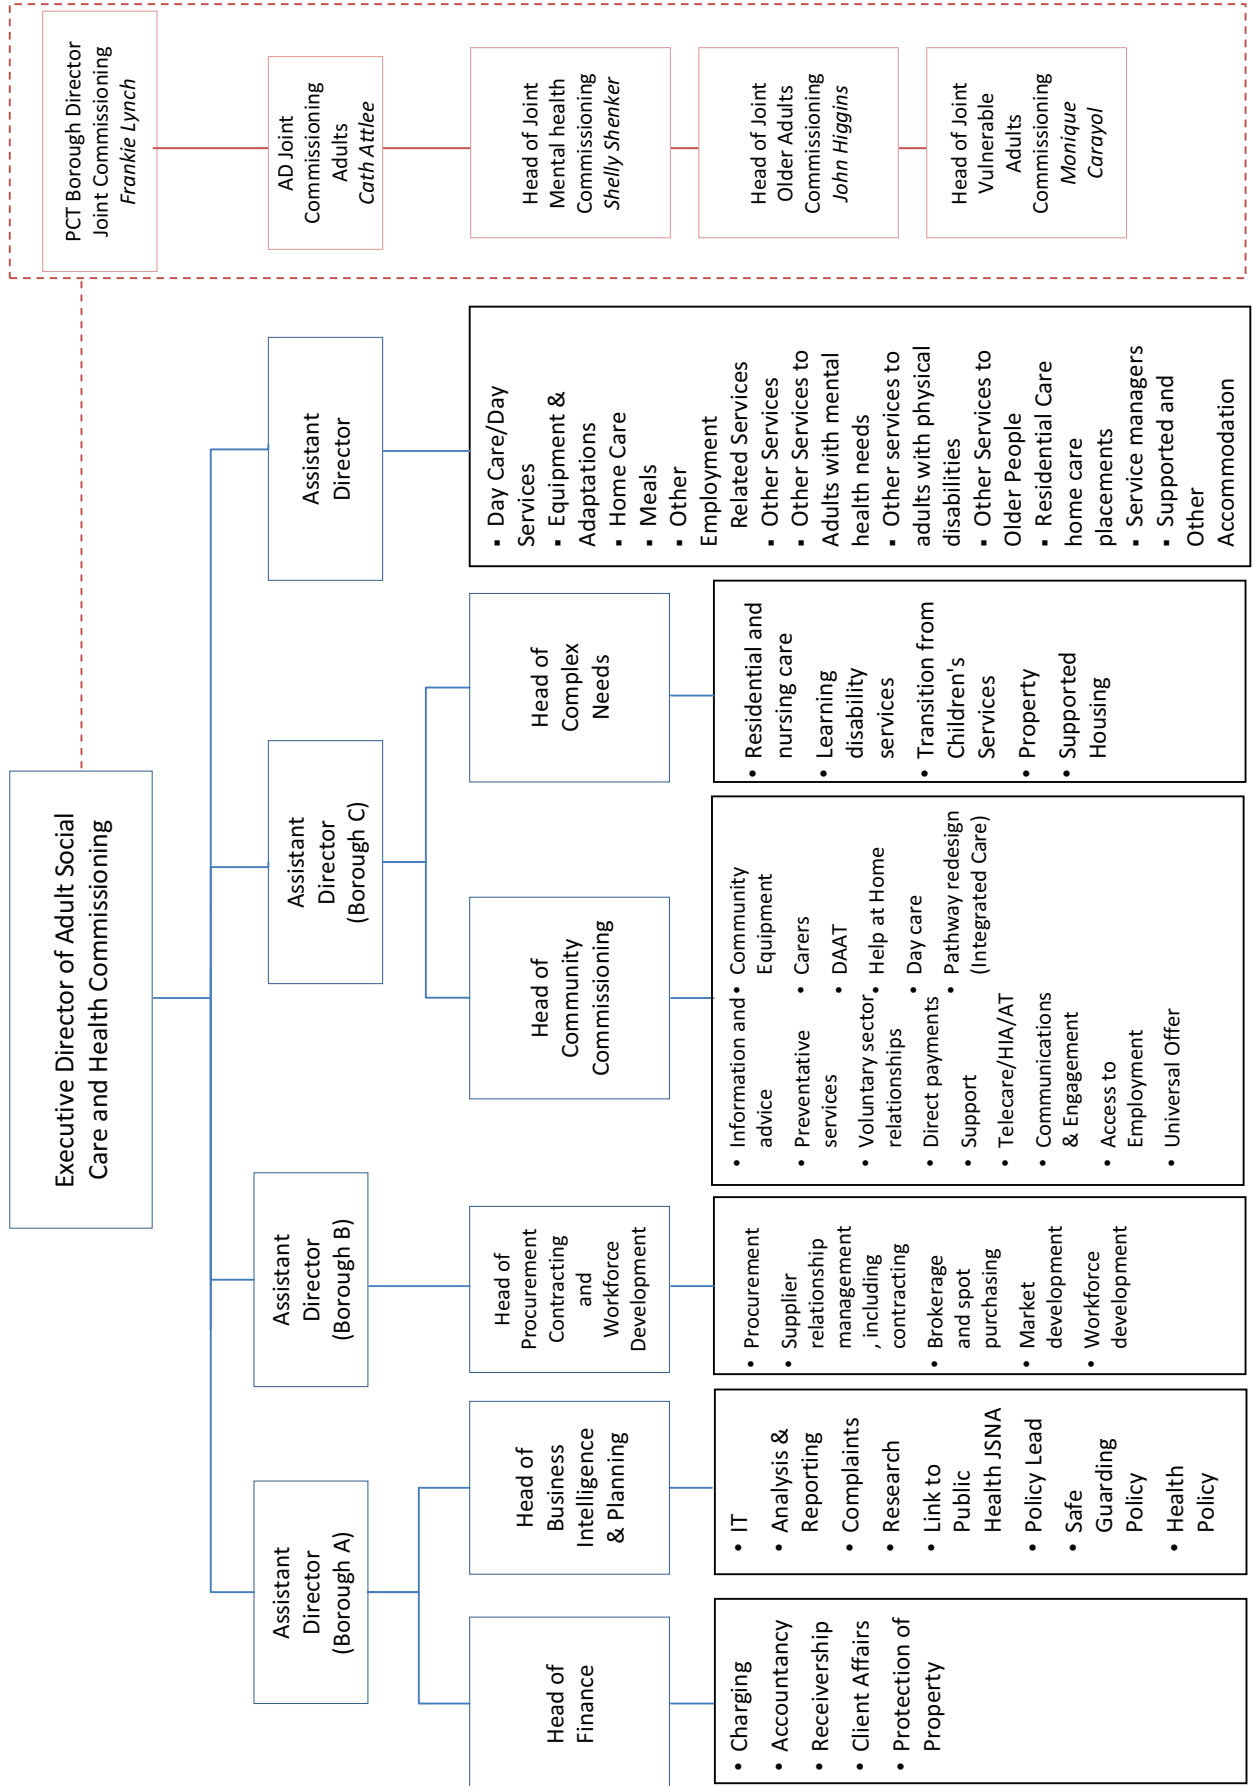 Executive Director of Adult Social
Care and Health Commissioning
PCT Borough Director
Joint Commissioning
Frankie Lynch
Assistant
Director
(Borough A)
Assistant
Director
(Borough B)
Assistant
Director
(Borough C)
Assistant
Director
AD Joint
Commissioning
Adults
Cath Attlee
Head of
Finance
Head of
Business
Intelligence
& Planning
Head of
Procurement
Contracting
and
Workforce
Development
Head of
Community
Commissioning
Head of
Complex
Needs
Head of Joint
Mental health
Commissioning
Shelly Shenker
Head of Joint
Older Adults
Commissioning
John Higgins
Head of Joint
Vulnerable
Adults
Commissioning
Monique
Carayol
• Charging
• Accountancy
• Receivership
• Client Affairs
• Protection of
Property
• IT
• Analysis &
Reporting
• Complaints
• Research
• Link to
Public
Health JSNA
• Policy Lead
• Safe
Guarding
Policy
• Health
Policy
• Procurement
• Supplier
relationship
management
, including
contracting
• Brokerage
and spot
purchasing
• Market
development
• Workforce
development
• Information and
advice
• Preventative
services
• Voluntary sector
relationships
• Direct payments
• Support
• Telecare/HIA/AT
• Communications
& Engagement
• Access to
Employment
• Universal Offer
• Community
Equipment
• Carers
• DAAT
• Help at Home
• Day care
• Pathway redesign
(Integrated Care)
• Residential and
nursing care
• Learning
disability
services
• Transition from
Children's
Services
• Property
• Supported
Housing
▪ Day Care/Day
Services
▪ Equipment &
Adaptations
▪ Home Care
▪ Meals
▪ Other
Employment
Related Services
▪ Other Services
▪ Other Services to
Adults with mental
health needs
▪ Other services to
adults with physical
disabilities
▪ Other Services to
Older People
▪ Residential Care
home care
placements
▪ Service managers
▪ Supported and
Other
Accommodation